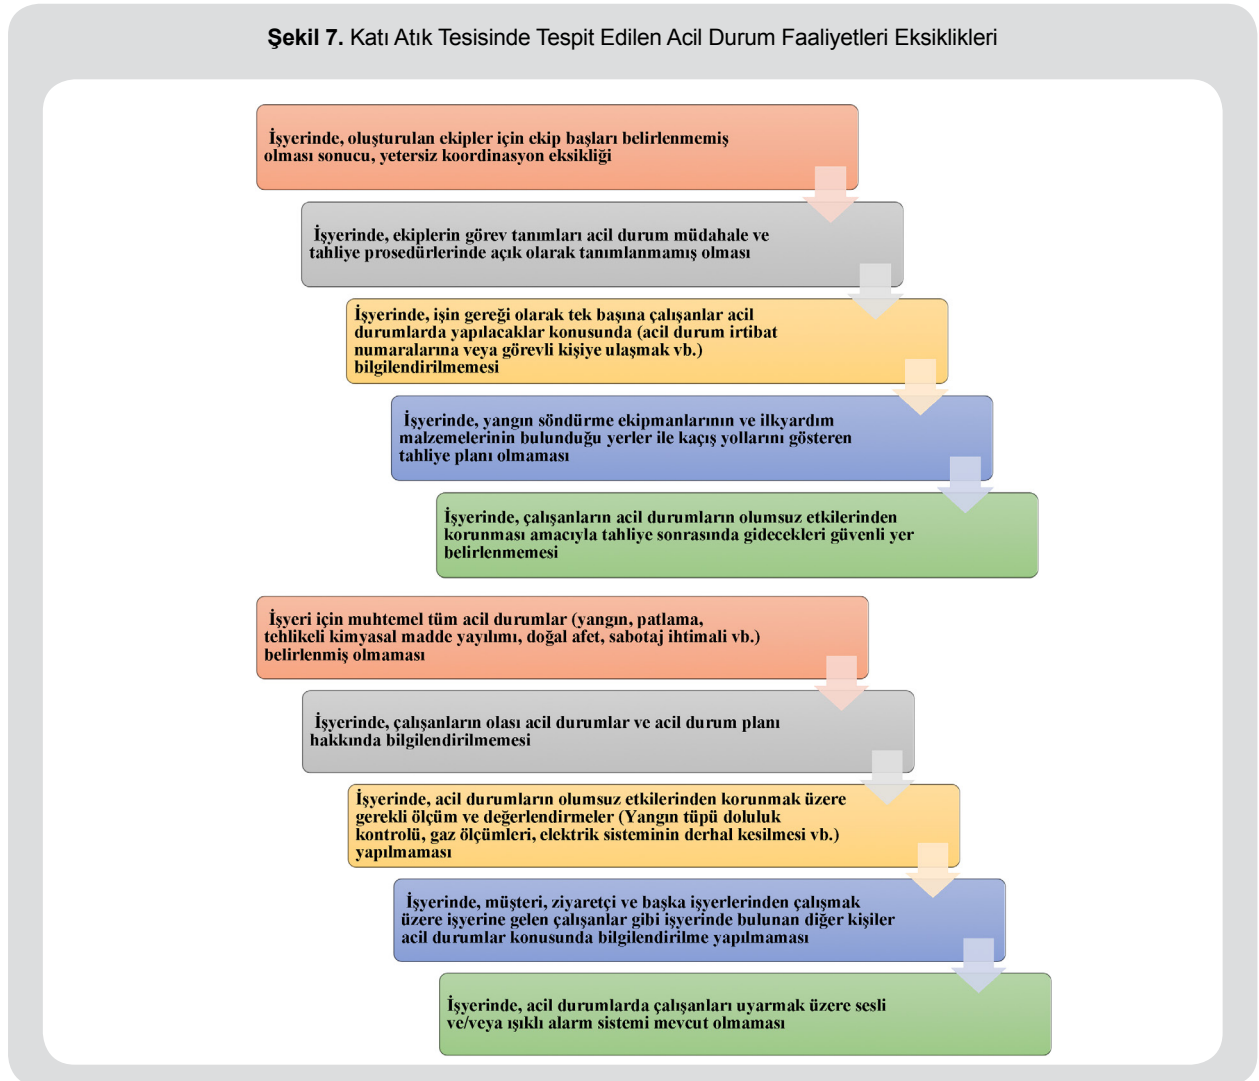 Şekil 7. Katı Atık Tesisinde Tespit Edilen Acil Durum Faaliyetleri Eksiklikleri
İşyerinde, oluşturulan ekipler için ekip başları belirlenmemiş
olması sonucu, yetersiz koordinasyon eksikliği
İşyerinde, ekiplerin görev tanımları acil durum müdahale ve
tahliye prosedürlerinde açık olarak tanımlanmamış olması
İşyerinde, işin gereği olarak tek başına çalışanlar acil
durumlarda yapılacaklar konusunda (acil durum irtibat
numaralarına veya görevli kişiye ulaşmak vb.)
bilgilendirilmemesi
İşyerinde, yangın söndürme ekipmanlarının ve ilkyardım
malzemelerinin bulunduğu yerler ile kaçış yollarını gösteren
tahliye planı olmaması
İşyerinde, çalışanların acil durumların olumsuz etkilerinden
korunması amacıyla tahliye sonrasında gidecekleri güvenli yer
belirlenmemesi
İşyeri için muhtemel tüm acil durumlar (yangın, patlama,
tehlikeli kimyasal madde yayılımı, doğal afet, sabotaj ihtimali vb.)
belirlenmiş olmaması
İşyerinde, çalışanların olası acil durumlar ve acil durum planı
hakkında bilgilendirilmemesi
İşyerinde, acil durumların olumsuz etkilerinden korunmak üzere
gerekli ölçüm ve değerlendirmeler (Yangın tüpü doluluk
kontrolü, gaz ölçümleri, elektrik sisteminin derhal kesilmesi vb.)
yapılmaması
İşyerinde, müşteri, ziyaretçi ve başka işyerlerinden çalışmak
üzere işyerine gelen çalışanlar gibi işyerinde bulunan diğer kişiler
acil durumlar konusunda bilgilendirilme yapılmaması
İşyerinde, acil durumlarda çalışanları uyarmak üzere sesli
ve/veya ışıklı alarm sistemi mevcut olmaması